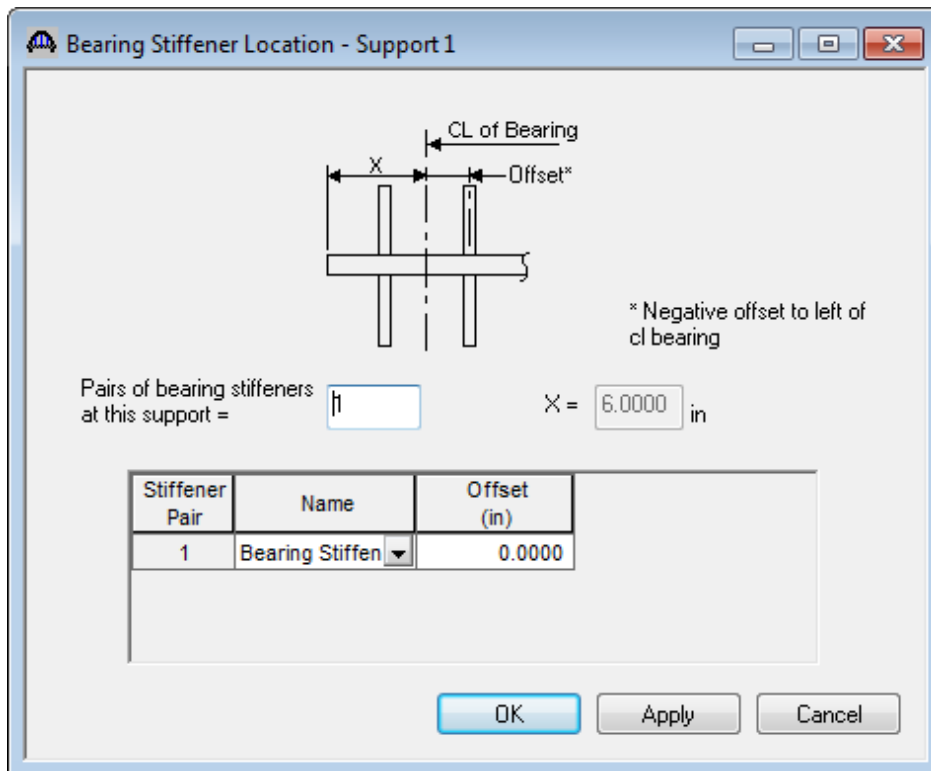 Bearing Stiffener Location - Support 1
CL of Bearing
X
Offset*
* Negative offset to left of
cl bearing
Pairs of bearing stiffeners
at this support =
1
X =
6.0000
in
Stiffener
Pair
Name
Offset
(in)
1
Bearing Stiffen
0.0000
OK
Apply
Cancel